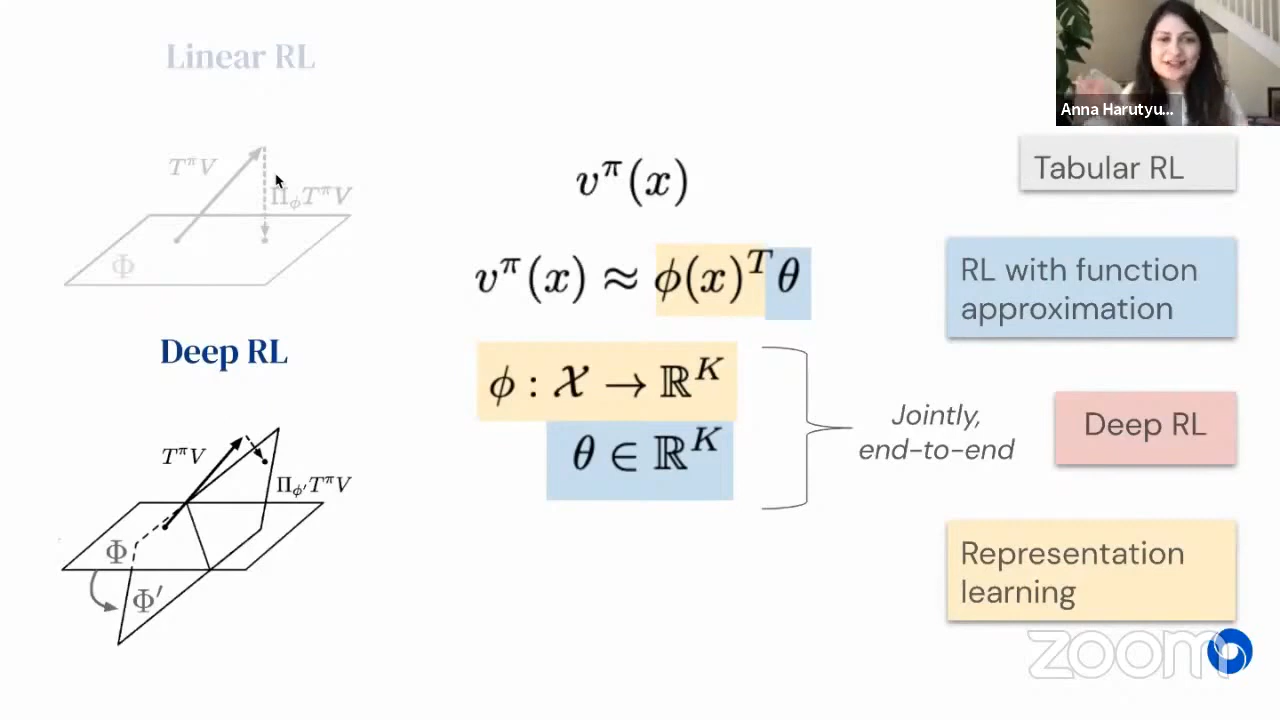 Linear RL
T^π V
Π_ϕ T^π V
Φ
Deep RL
T^π V
Π_ϕ′ T^π V
Φ
Φ′
v^π(x)
v^π(x) ≈ ϕ(x)^T θ
ϕ : 𝒳 → ℝ^K
θ ∈ ℝ^K
Jointly,
end-to-end
Anna Harutyu...
Tabular RL
RL with function
approximation
Deep RL
Representation
learning
zoom